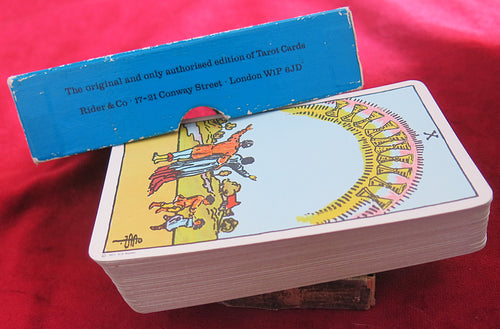 The original and only authorised edition of Tarot Cards
Rider & Co · 17-21 Conway Street · London W1P 6JD
X